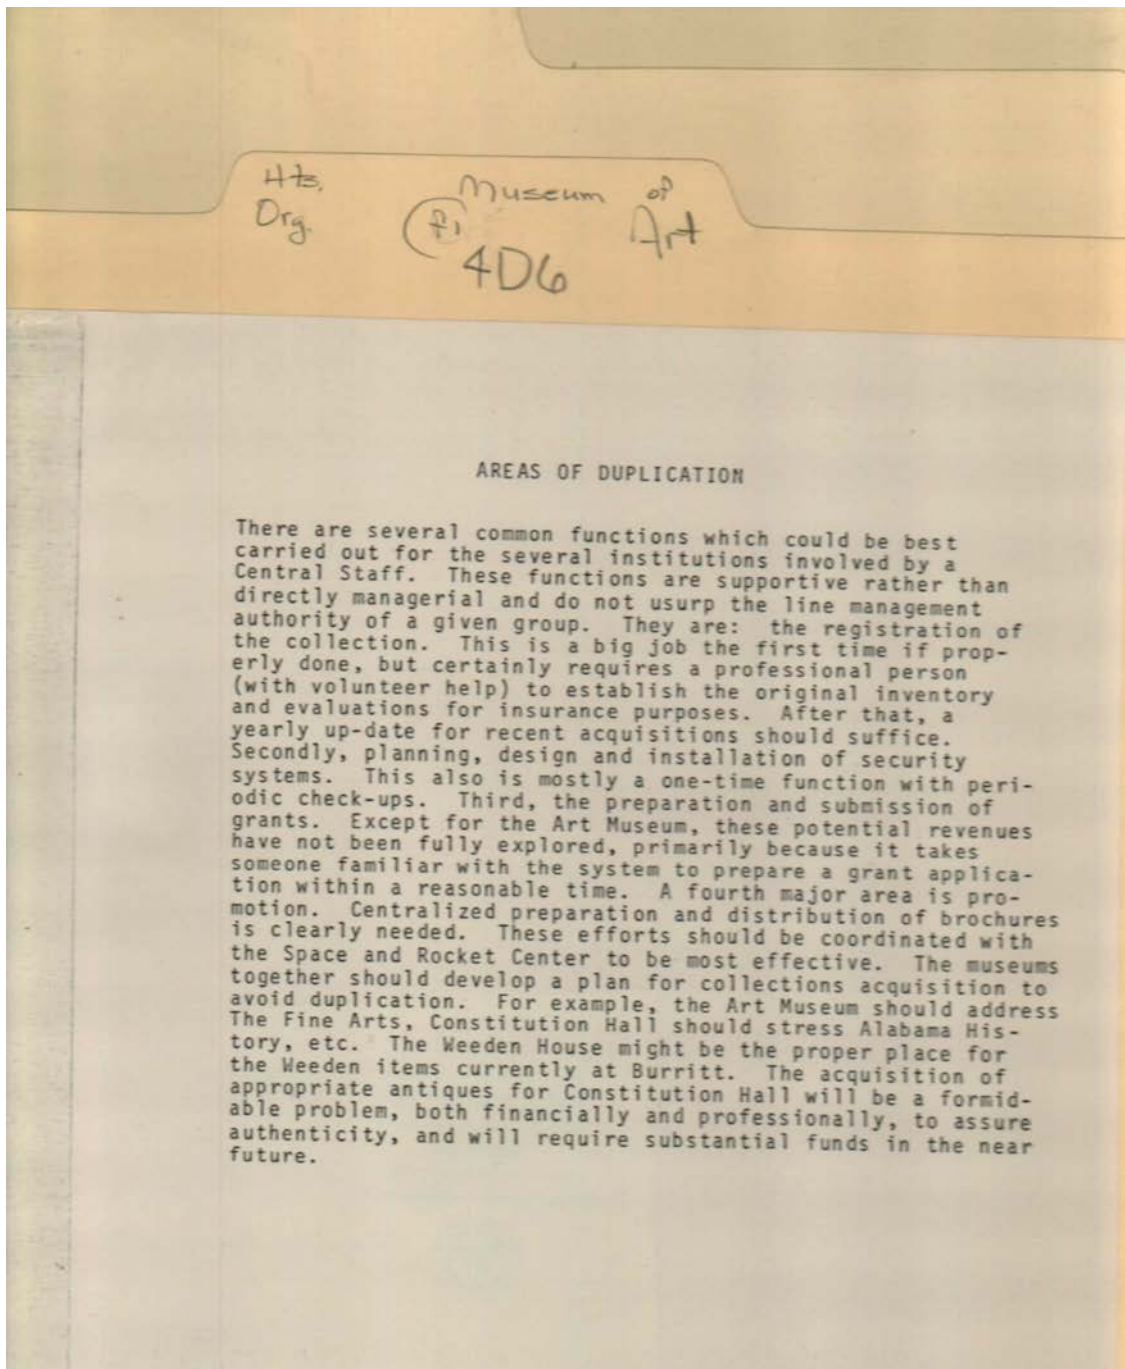 Hts. Museum of
Org. Art
4D6
AREAS OF DUPLICATION
There are several common functions which could be best
carried out for the several institutions involved by a
Central Staff. These functions are supportive rather than
directly managerial and do not usurp the line management
authority of a given group. They are: the registration of
the collection. This is a big job the first time if prop-
erly done, but certainly requires a professional person
(with volunteer help) to establish the original inventory
and evaluations for insurance purposes. After that, a
yearly up-date for recent acquisitions should suffice.
Secondly, planning, design and installation of security
systems. This also is mostly a one-time function with peri-
odic check-ups. Third, the preparation and submission of
grants. Except for the Art Museum, these potential revenues
have not been fully explored, primarily because it takes
someone familiar with the system to prepare a grant applica-
tion within a reasonable time. A fourth major area is pro-
motion. Centralized preparation and distribution of brochures
is clearly needed. These efforts should be coordinated with
the Space and Rocket Center to be most effective. The museums
together should develop a plan for collections acquisition to
avoid duplication. For example, the Art Museum should address
The Fine Arts, Constitution Hall should stress Alabama His-
tory, etc. The Weeden House might be the proper place for
the Weeden items currently at Burritt. The acquisition of
appropriate antiques for Constitution Hall will be a formid-
able problem, both financially and professionally, to assure
authenticity, and will require substantial funds in the near
future.